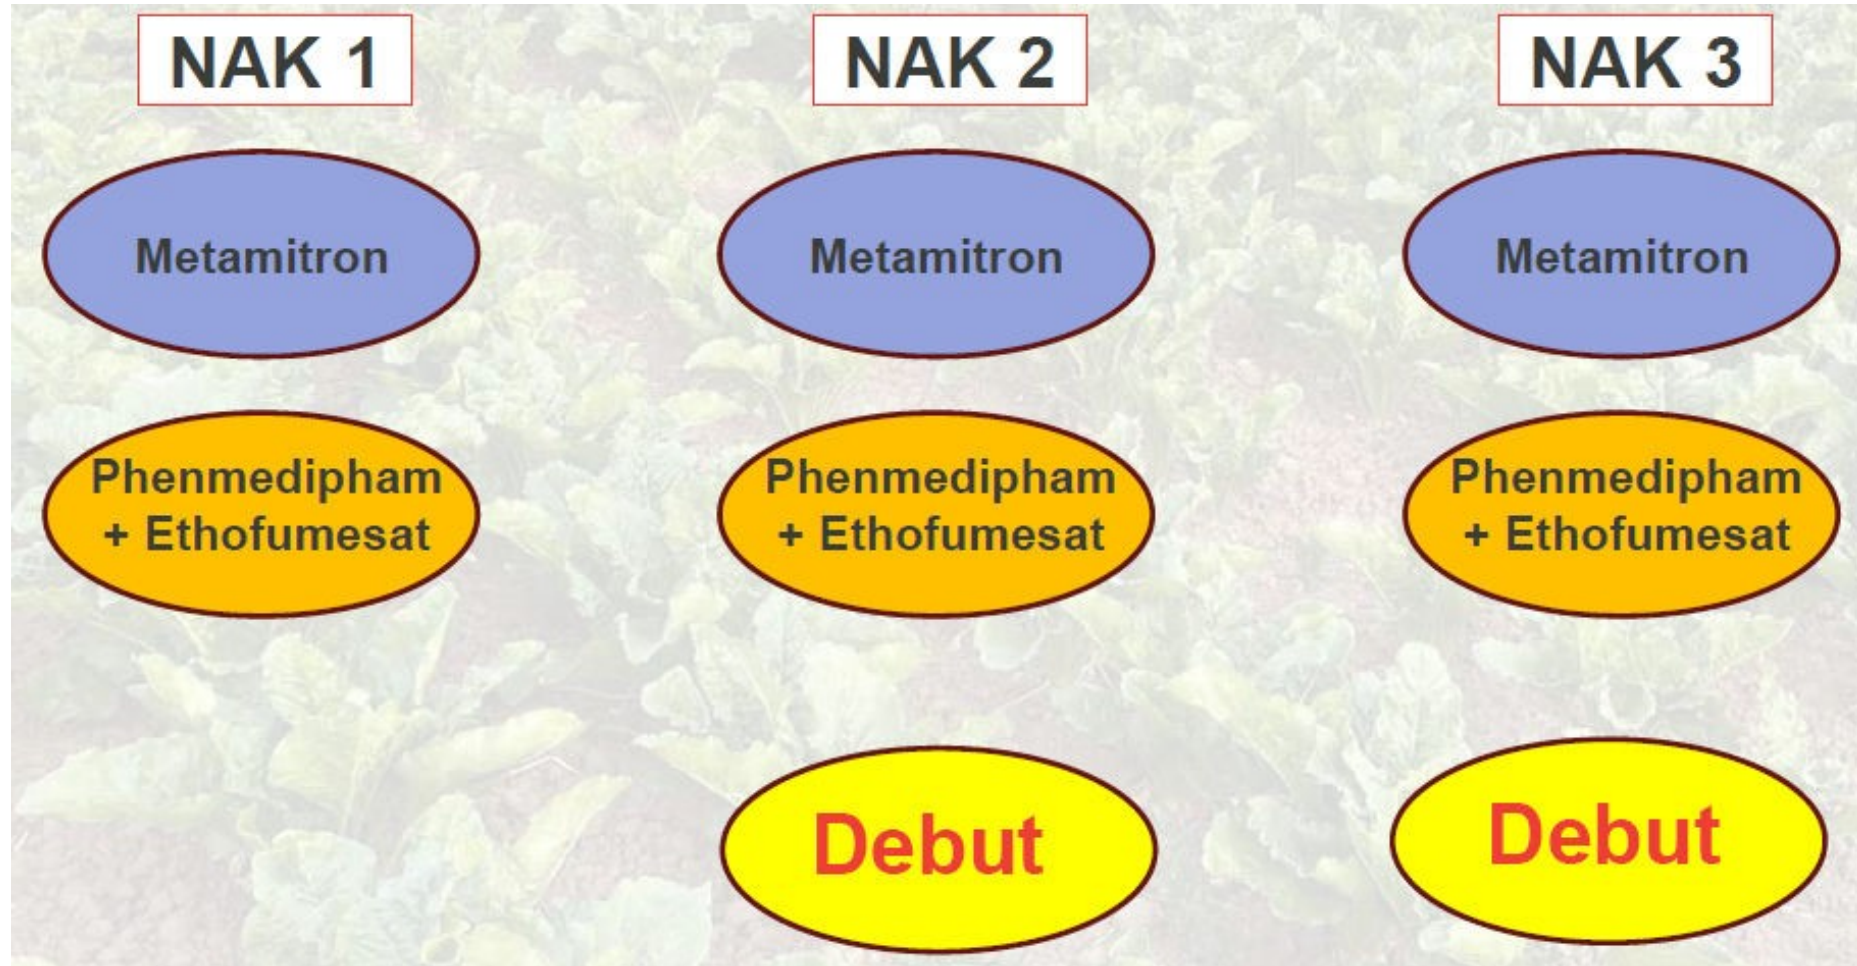 NAK 1
NAK 2
NAK 3
Metamitron
Metamitron
Metamitron
Phenmedipham
+ Ethofumesat
Phenmedipham
+ Ethofumesat
Phenmedipham
+ Ethofumesat
Debut
Debut